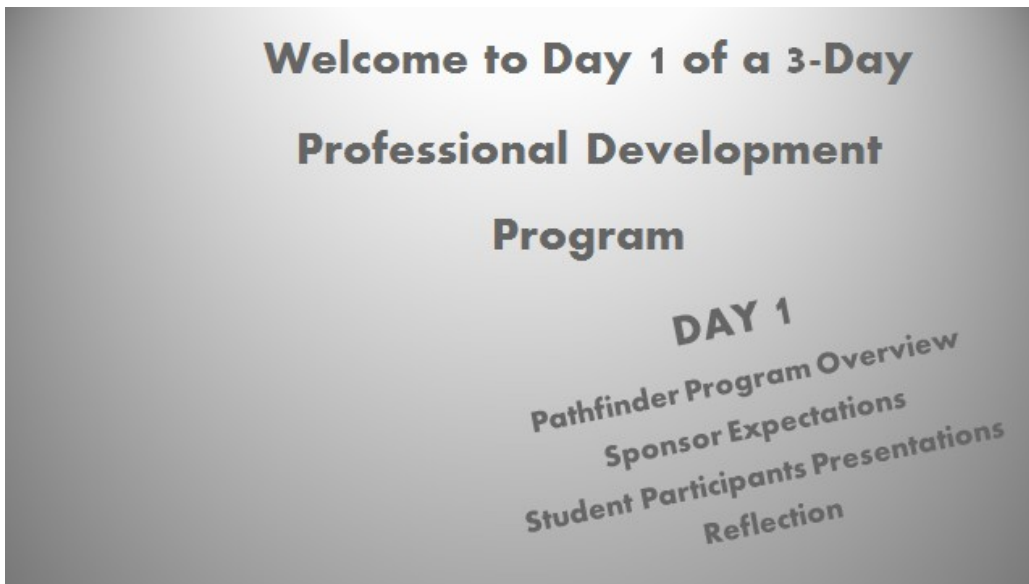 Welcome to Day 1 of a 3-Day
Professional Development
Program
DAY 1
Pathfinder Program Overview
Sponsor Expectations
Student Participants Presentations
Reflection